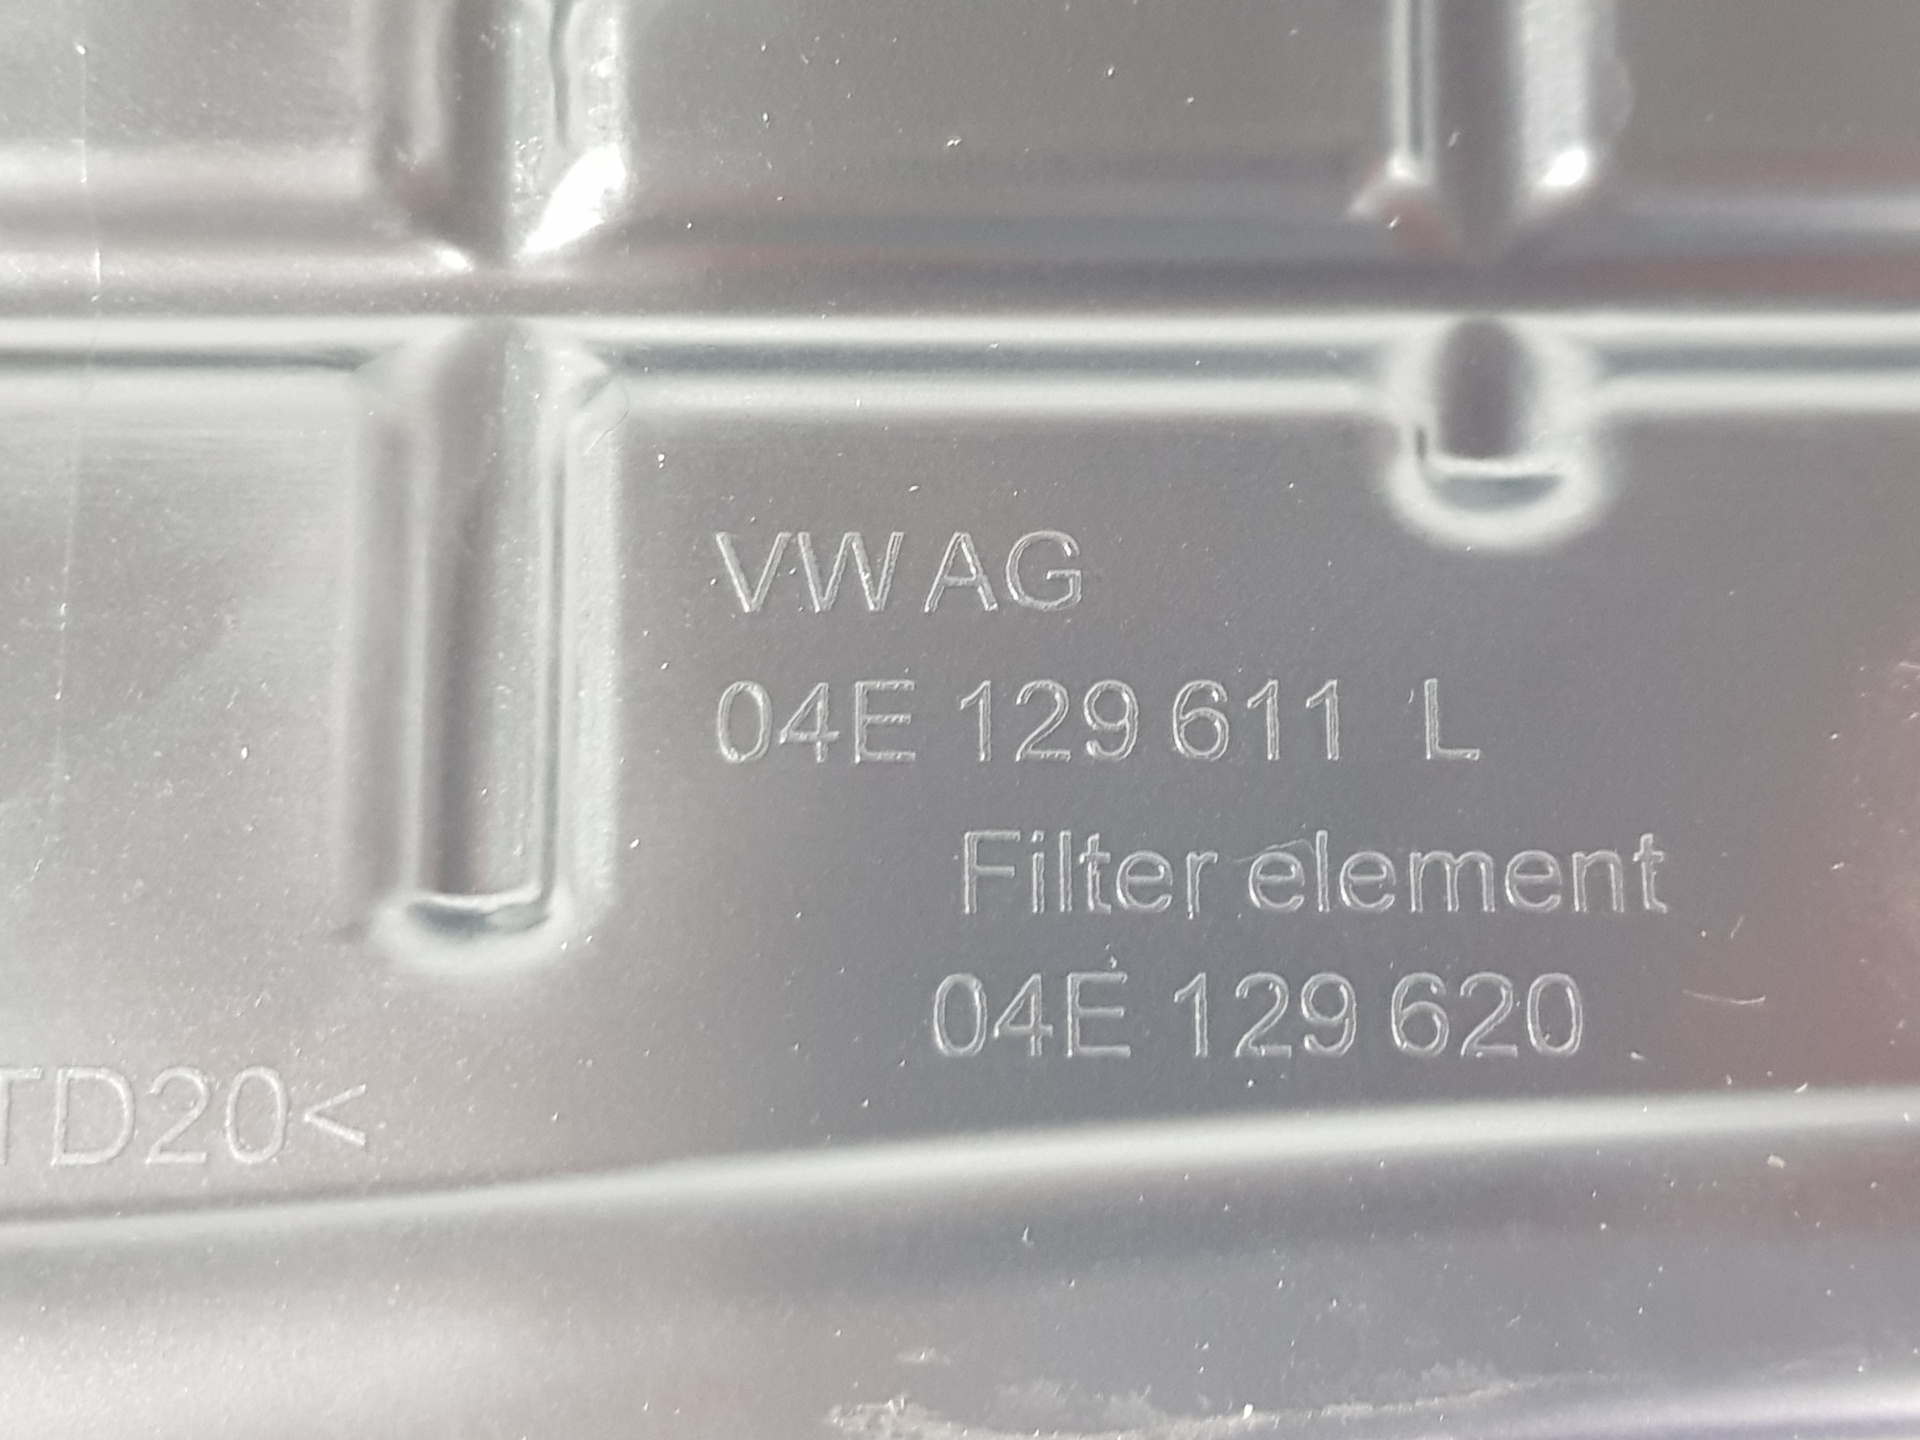 VW AG
04E 129 611 L
Filter element
04E 129 620
TD20<